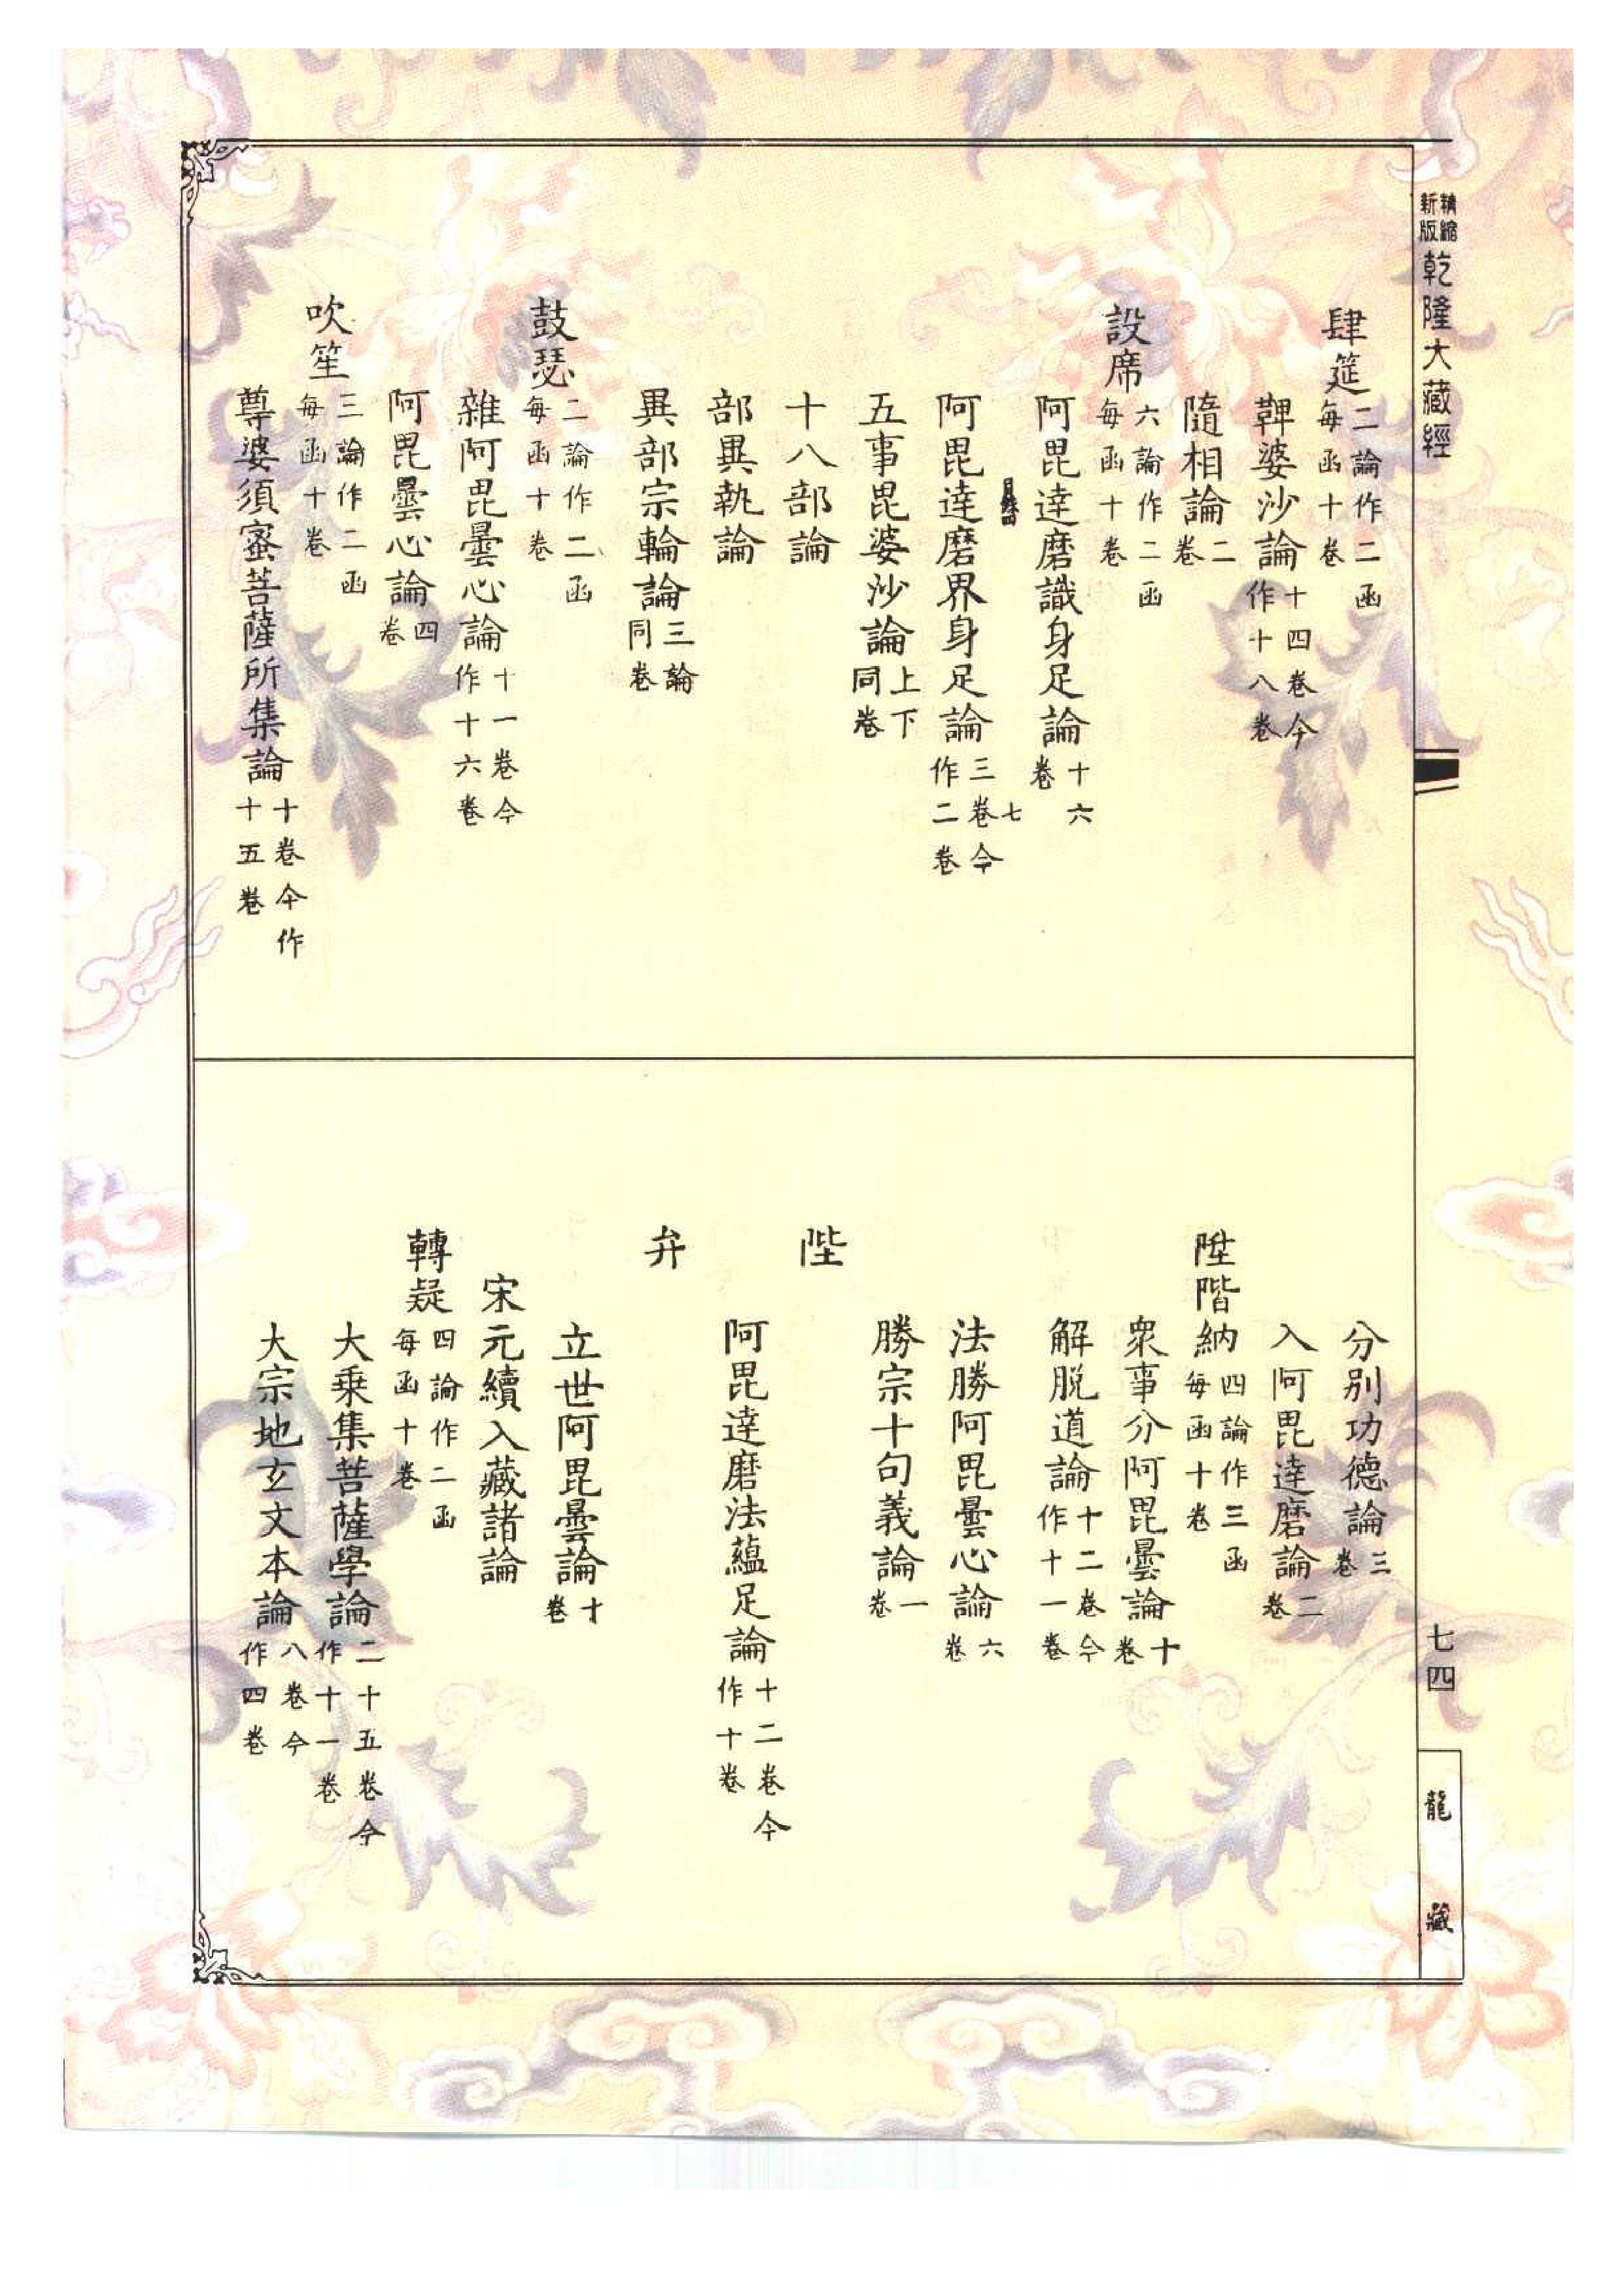 精縮新版乾隆大藏經
七四
龍藏
肆筵二論作二函每函十卷
鞞婆沙論十四卷今作十八卷
隨相論二卷
設席六論作二函每函十卷
阿毘達磨識身足論十六卷
目錄四
七
阿毘達磨界身足論三卷今作二卷
五事毘婆沙論上下同卷
十八部論
部異執論
異部宗輪論三論同卷
鼓瑟二論作二函每函十卷
雜阿毘曇心論十一卷今作十六卷
阿毘曇心論四卷
吹笙三論作二函每函十卷
尊婆須蜜菩薩所集論十卷今作十五卷
分別功德論三卷
入阿毘達磨論二卷
陞階納四論作三函每函十卷
眾事分阿毘曇論十卷
解脫道論十二卷今作十一卷
法勝阿毘曇心論六卷
勝宗十句義論一卷
陛
阿毘達磨法蘊足論十二卷今作十卷
弁
立世阿毘曇論十卷
宋元續入藏諸論
轉疑四論作二函每函十卷
大乘集菩薩學論二十五卷今作十一卷
大宗地玄文本論八卷今作四卷